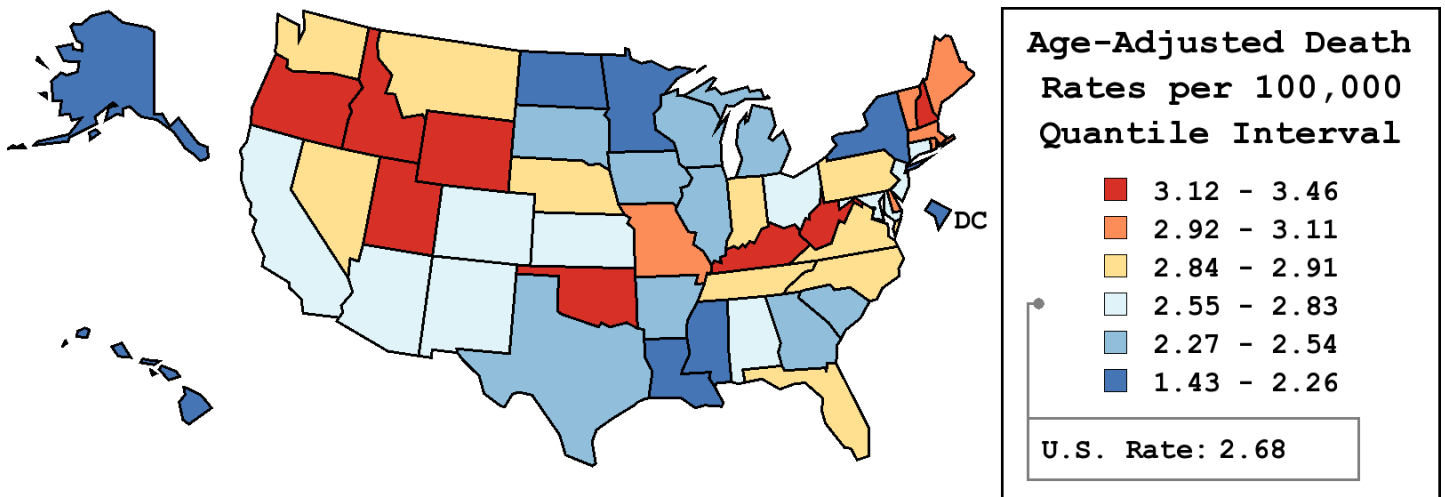 DC
Age-Adjusted Death
Rates per 100,000
Quantile Interval
3.12 - 3.46
2.92 - 3.11
2.84 - 2.91
2.55 - 2.83
2.27 - 2.54
1.43 - 2.26
U.S. Rate: 2.68